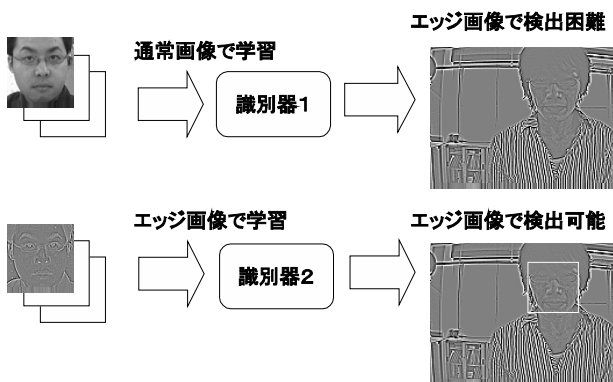 エッジ画像で検出困難
通常画像で学習
識別器1
エッジ画像で学習
エッジ画像で検出可能
識別器2